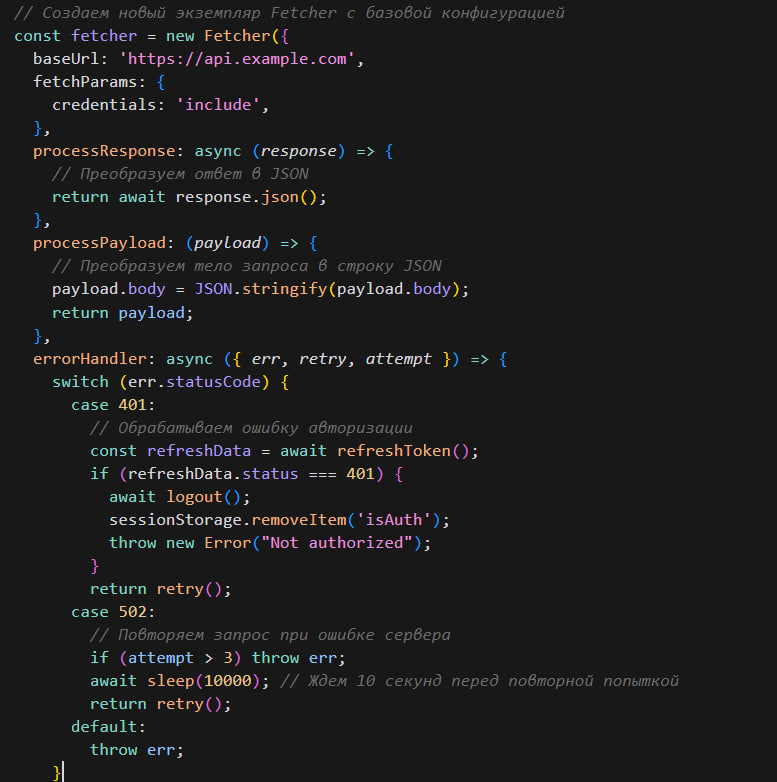 // Создаем новый экземпляр Fetcher с базовой конфигурацией
const fetcher = new Fetcher({
  baseUrl: 'https://api.example.com',
  fetchParams: {
    credentials: 'include',
  },
  processResponse: async (response) => {
    // Преобразуем ответ в JSON
    return await response.json();
  },
  processPayload: (payload) => {
    // Преобразуем тело запроса в строку JSON
    payload.body = JSON.stringify(payload.body);
    return payload;
  },
  errorHandler: async ({ err, retry, attempt }) => {
    switch (err.statusCode) {
      case 401:
        // Обрабатываем ошибку авторизации
        const refreshData = await refreshToken();
        if (refreshData.status === 401) {
          await logout();
          sessionStorage.removeItem('isAuth');
          throw new Error("Not authorized");
        }
        return retry();
      case 502:
        // Повторяем запрос при ошибке сервера
        if (attempt > 3) throw err;
        await sleep(10000); // Ждем 10 секунд перед повторной попыткой
        return retry();
      default:
        throw err;
    }